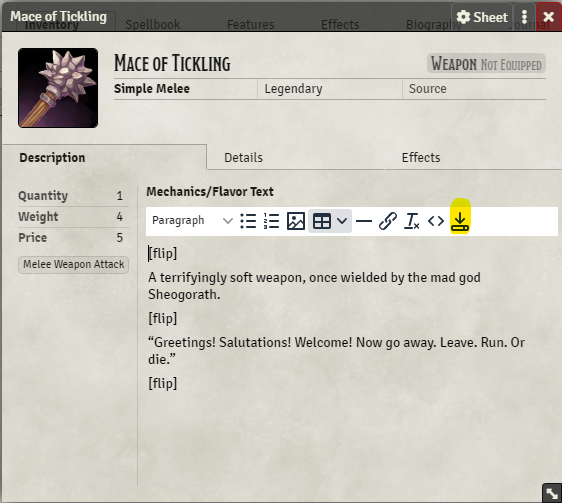 Mace of Tickling
Sheet
Inventory Spellbook Features Effects Biography Journal
Mace of Tickling
Weapon Not Equipped
Simple Melee Legendary Source
Description Details Effects
Quantity 1
Weight 4
Price 5
Melee Weapon Attack
Mechanics/Flavor Text
Paragraph
[flip]
A terrifyingly soft weapon, once wielded by the mad god
Sheogorath.
[flip]
“Greetings! Salutations! Welcome! Now go away. Leave. Run. Or
die.”
[flip]